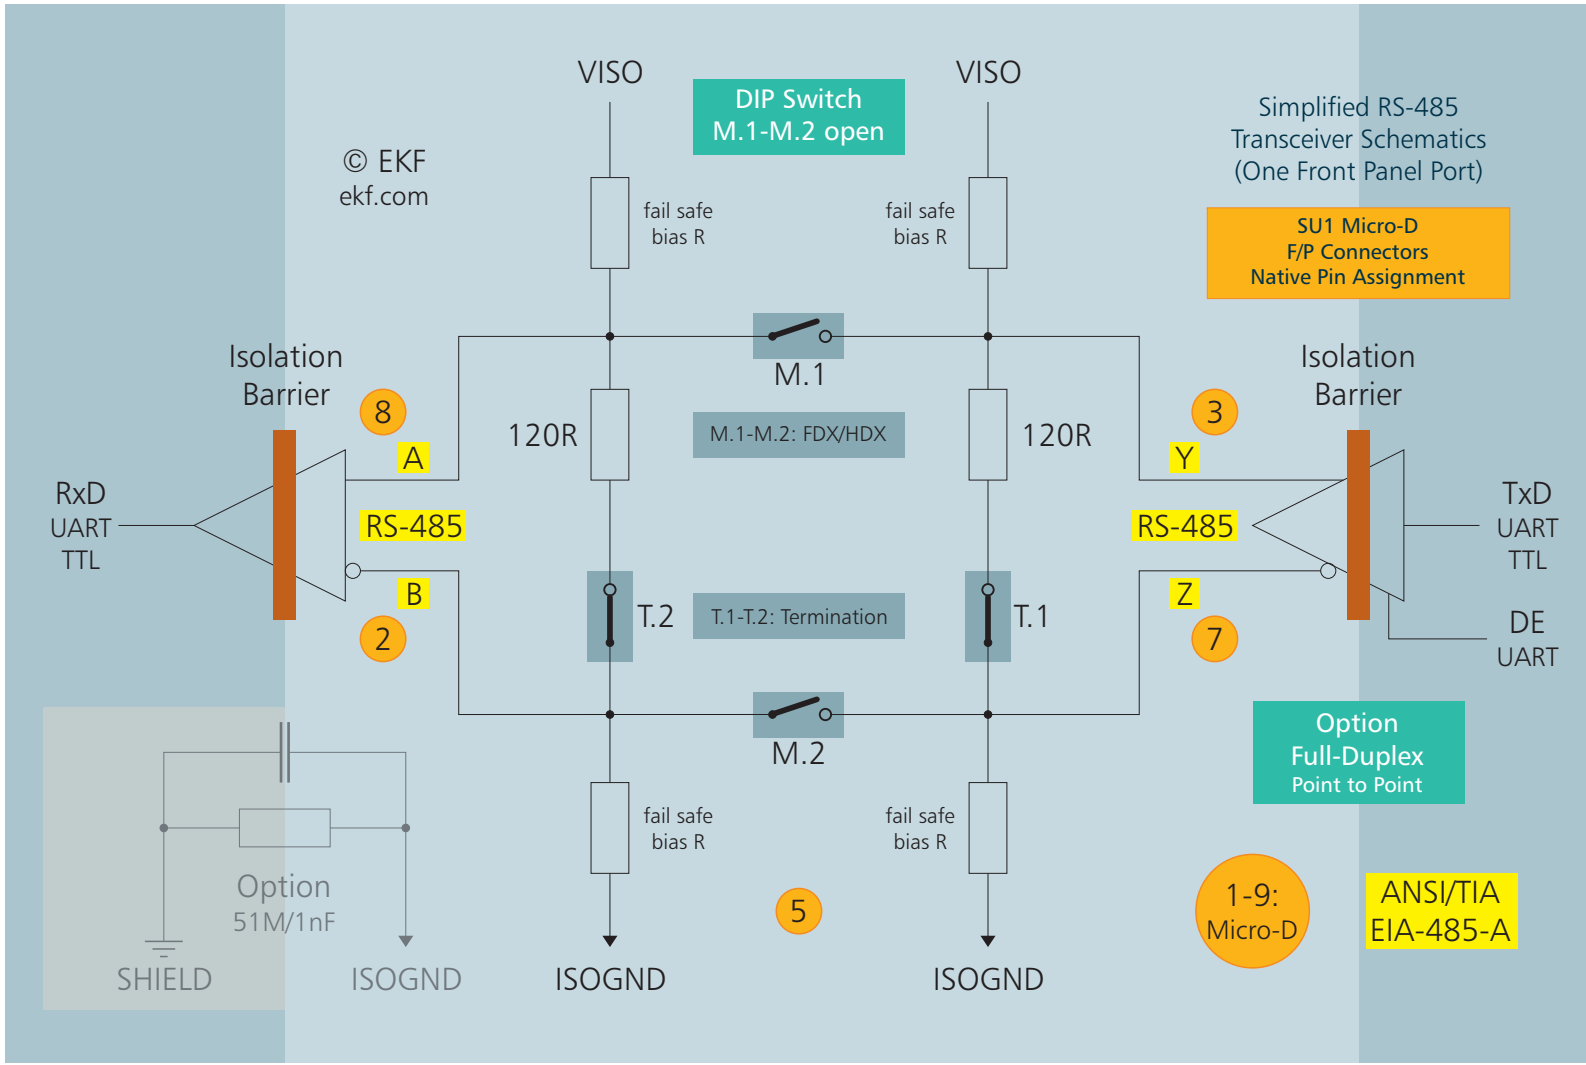 VISO
VISO
DIP Switch
M.1-M.2 open
Simplified RS-485
Transceiver Schematics
(One Front Panel Port)
© EKF
ekf.com
fail safe
bias R
fail safe
bias R
SU1 Micro-D
F/P Connectors
Native Pin Assignment
Isolation
Barrier
M.1
Isolation
Barrier
8
3
120R
M.1-M.2: FDX/HDX
120R
A
Y
RxD
UART
TTL
RS-485
RS-485
TxD
UART
TTL
B
Z
T.2
T.1-T.2: Termination
T.1
2
7
DE
UART
M.2
Option
Full-Duplex
Point to Point
fail safe
bias R
fail safe
bias R
Option
51M/1nF
5
1-9:
Micro-D
ANSI/TIA
EIA-485-A
SHIELD
ISOGND
ISOGND
ISOGND